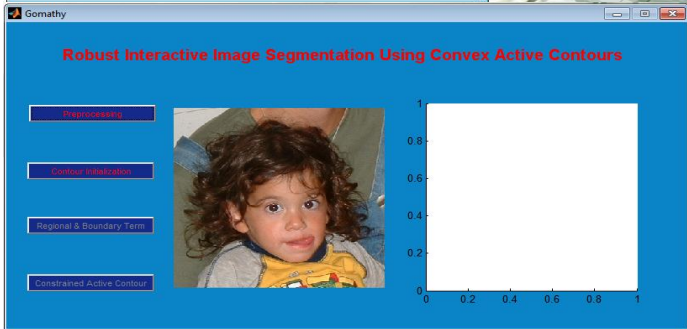 Gomathy
Robust Interactive Image Segmentation Using Convex Active Contours
Preprocessing
Contour Initialization
Regional & Boundary Term
Constrained Active Contour
1
0.8
0.6
0.4
0.2
0
0 0.2 0.4 0.6 0.8 1